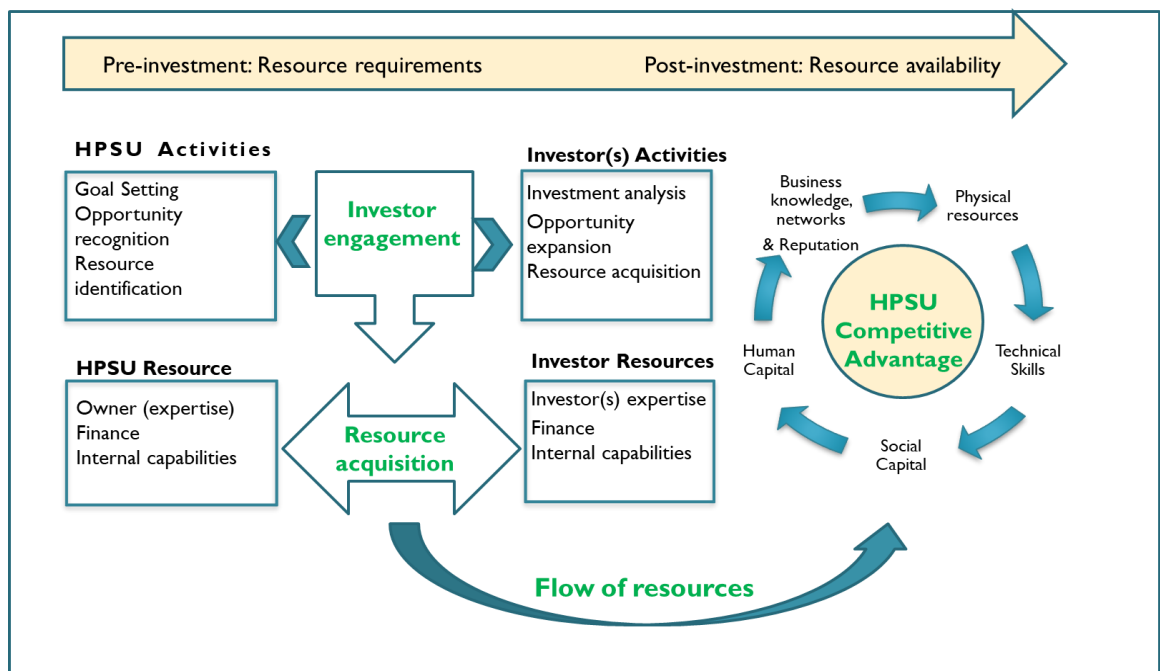 Pre-investment: Resource requirements
Post-investment: Resource availability
HPSU Activities
Goal Setting
Opportunity
recognition
Resource
identification
Investor
engagement
Investor(s) Activities
Investment analysis
Opportunity
expansion
Resource acquisition
HPSU Resource
Owner (expertise)
Finance
Internal capabilities
Resource
acquisition
Investor Resources
Investor(s) expertise
Finance
Internal capabilities
Business
knowledge,
networks
& Reputation
Physical
resources
Technical
Skills
Social
Capital
Human
Capital
HPSU
Competitive
Advantage
Flow of resources